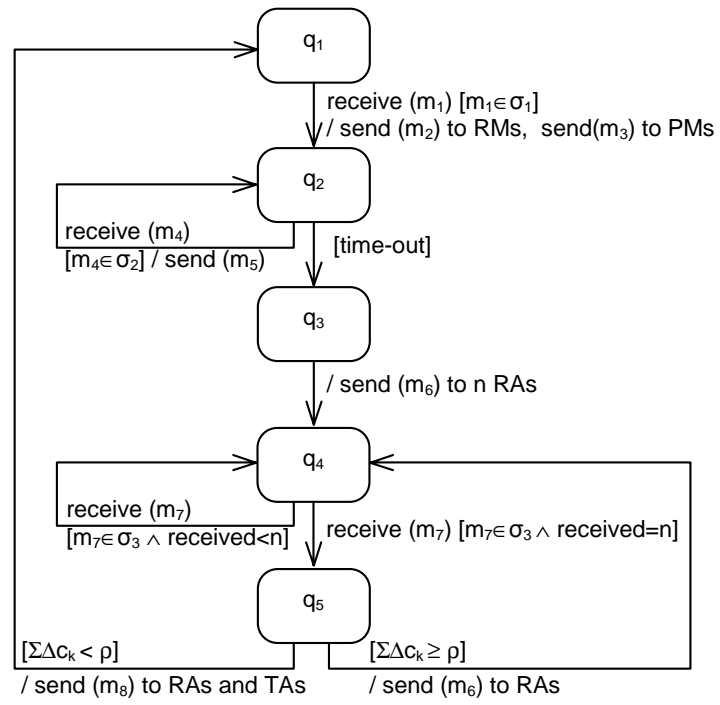 q₁
receive (m₁) [m₁∈σ₁]
/ send (m₂) to RMs, send(m₃) to PMs
q₂
receive (m₄)
[m₄∈σ₂] / send (m₅)
[time-out]
q₃
/ send (m₆) to n RAs
q₄
receive (m₇)
[m₇∈σ₃ ∧ received<n]
receive (m₇) [m₇∈σ₃ ∧ received=n]
q₅
[ΣΔcₖ < ρ]
/ send (m₈) to RAs and TAs
[ΣΔcₖ ≥ ρ]
/ send (m₆) to RAs